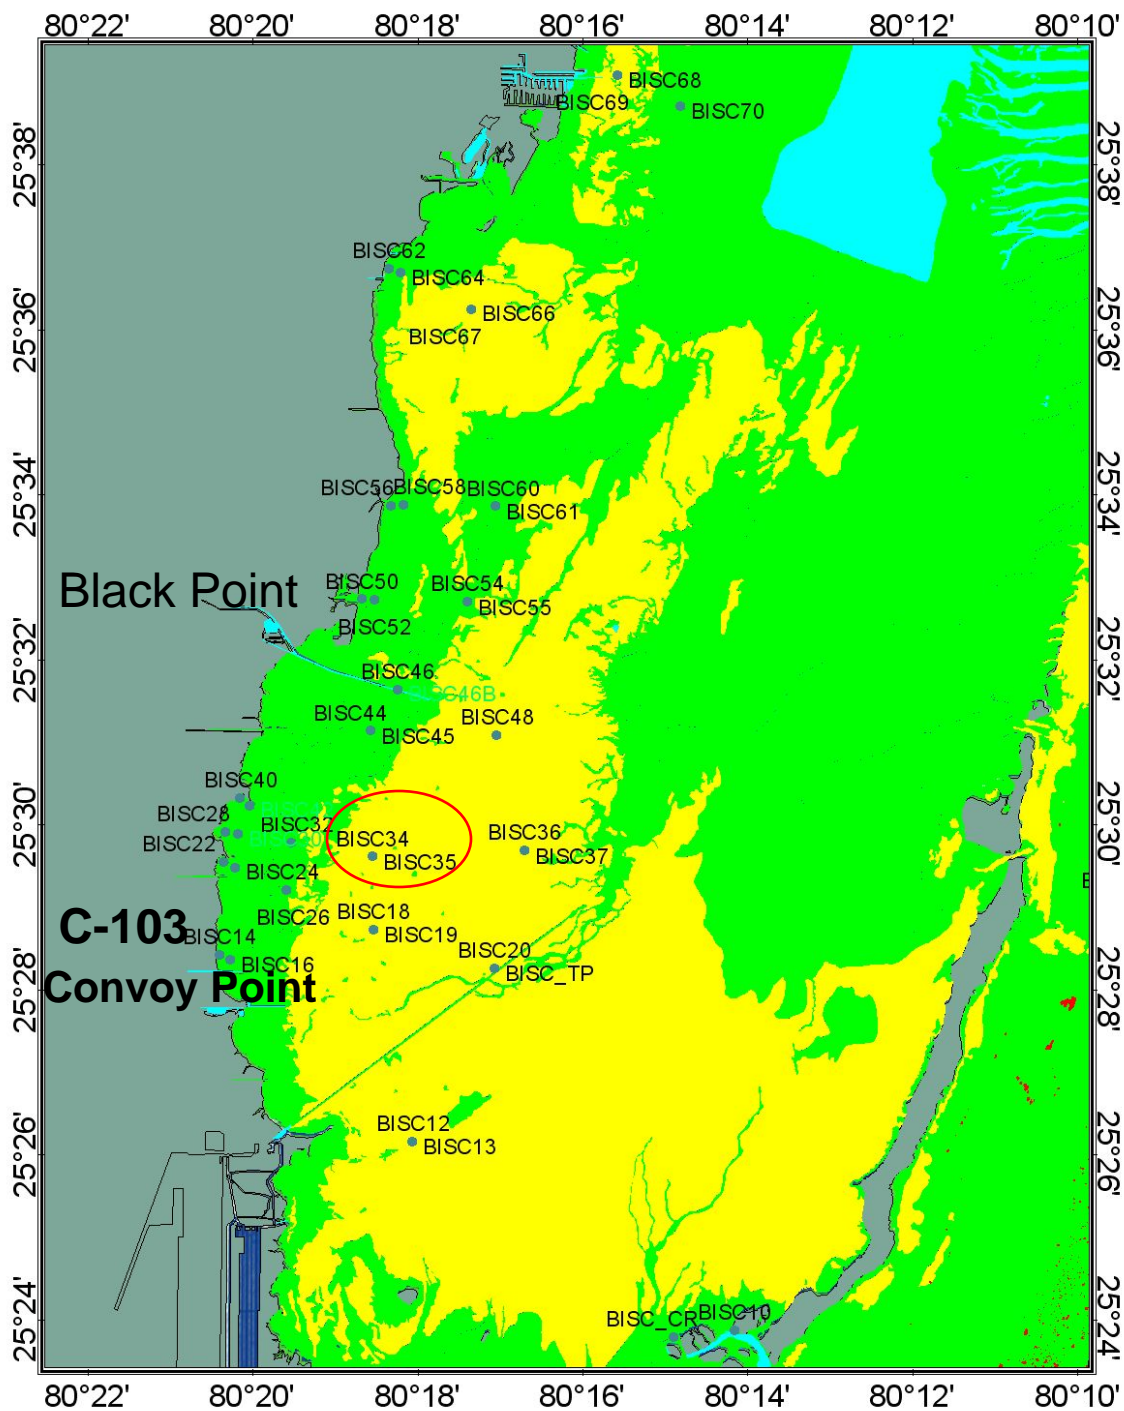 80°22' 80°20' 80°18' 80°16' 80°14' 80°12' 80°10'
BISC68
BISC69
BISC70
25°38'
25°38'
BISC62
BISC64
BISC66
BISC67
25°36'
25°36'
BISC56
BISC58
BISC60
BISC61
25°34'
25°34'
Black Point
BISC50
BISC54
BISC55
BISC52
25°32'
25°32'
BISC46
BISC46B
BISC44
BISC45
BISC48
BISC40
BISC28
BISC32
25°30'
25°30'
BISC22
BISC34
BISC35
BISC36
BISC37
BISC24
BISC26
BISC18
BISC19
C-103
BISC14
BISC16
BISC20
BISC_TP
Convoy Point
25°28'
25°28'
BISC12
BISC13
25°26'
25°26'
BISC_CR
BISC10
25°24'
25°24'
80°22' 80°20' 80°18' 80°16' 80°14' 80°12' 80°10'